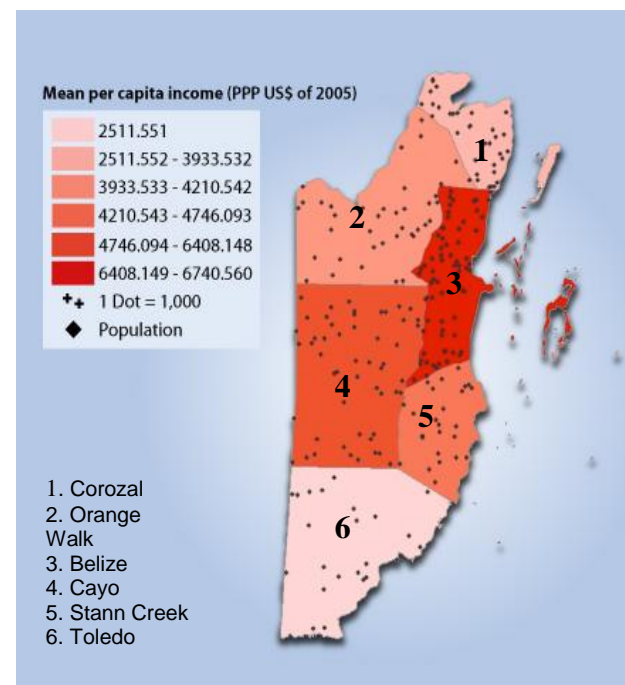 Mean per capita income (PPP US$ of 2005)
2511.551
2511.552 - 3933.532
3933.533 - 4210.542
4210.543 - 4746.093
4746.094 - 6408.148
6408.149 - 6740.560
1 Dot = 1,000
Population
1
2
3
4
5
6
1. Corozal
2. Orange
Walk
3. Belize
4. Cayo
5. Stann Creek
6. Toledo